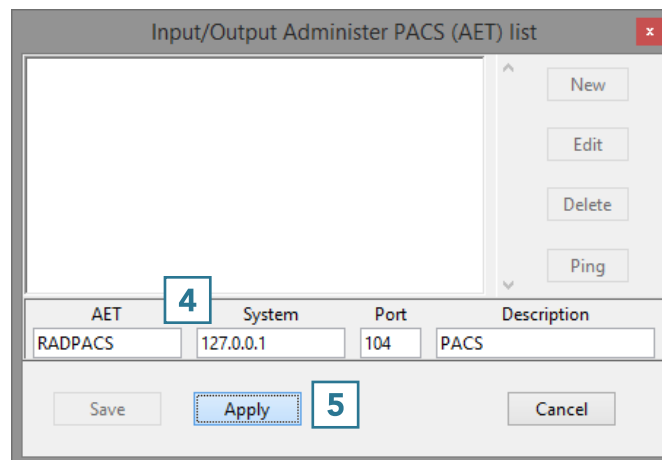 Input/Output Administer PACS (AET) list
x
New
Edit
Delete
Ping
4
AET System Port Description
RADPACS 127.0.0.1 104 PACS
Save Apply 5 Cancel